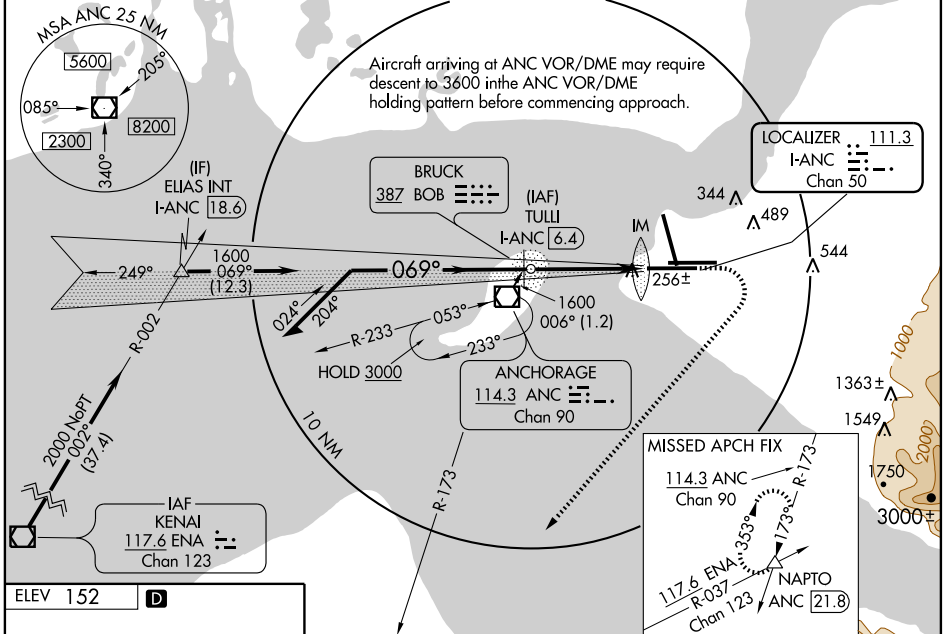 MSA ANC 25 NM
5600
205°
085°
8200
2300
340°
Aircraft arriving at ANC VOR/DME may require
descent to 3600 inthe ANC VOR/DME
holding pattern before commencing approach.
LOCALIZER 111.3
I-ANC
Chan 50
(IF)
ELIAS INT
I-ANC 18.6
BRUCK
387 BOB
(IAF)
TULLI
I-ANC 6.4
IM
344
489
544
249°
1600
069°
(12.3)
069°
256±
024°
204°
R-002
R-233
053°
233°
1600
006° (1.2)
HOLD 3000
ANCHORAGE
114.3 ANC
Chan 90
10 NM
R-173
2000 NoPT
002°
(37.4)
IAF
KENAI
117.6 ENA
Chan 123
1000
1363±
1549
2000
1750
3000±
MISSED APCH FIX
114.3 ANC
Chan 90
R-173
353°
173°
117.6 ENA
R-037
Chan 123
NAPTO
ANC 21.8
ELEV 152 D